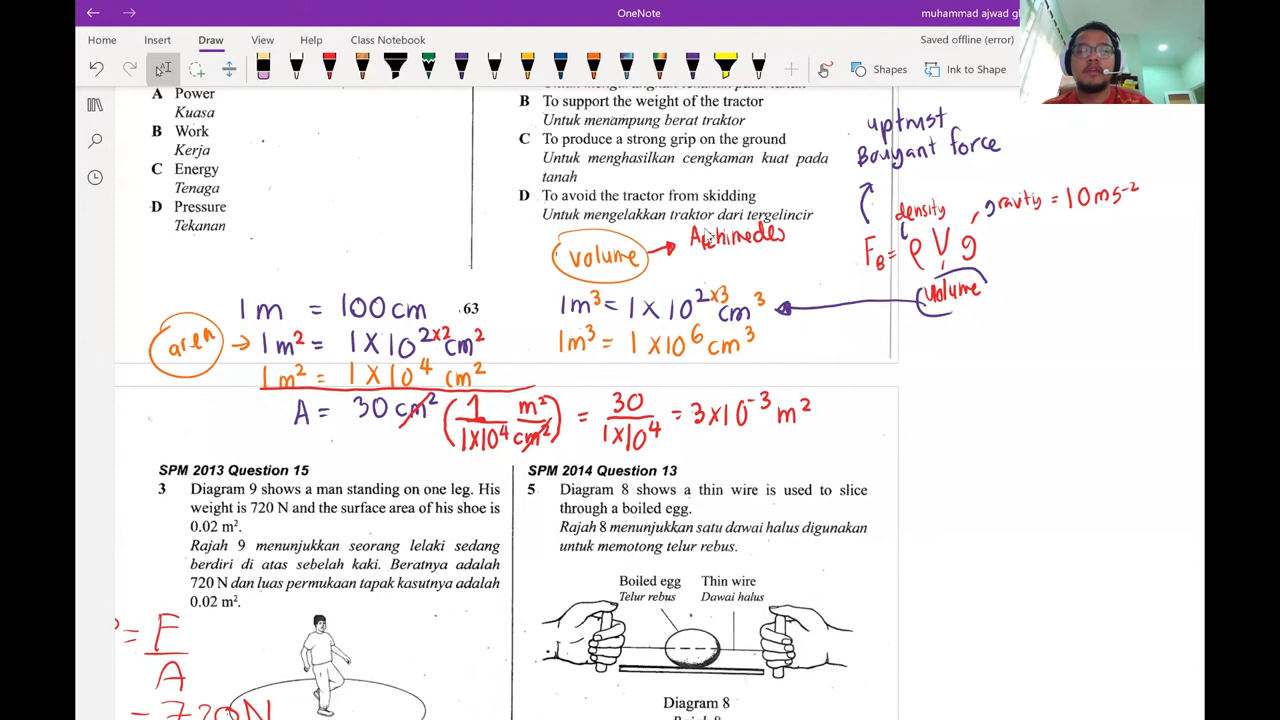 OneNote
muhammad ajwad gh
Home Insert Draw View Help Class Notebook
Saved offline (error)
Shapes
Ink to Shape
A Power
Kuasa
B Work
Kerja
C Energy
Tenaga
D Pressure
Tekanan
B To support the weight of the tractor
Untuk menampung berat traktor
C To produce a strong grip on the ground
Untuk menghasilkan cengkaman kuat pada
tanah
D To avoid the tractor from skidding
Untuk mengelakkan traktor dari tergelincir
uptrust
Bouyant force
density
gravity = 10ms⁻²
F_B = ρVg
volume
volume → Archimedes
1m = 100cm
63
area → 1m² = 1×10²ˣ² cm²
1m² = 1×10⁴ cm²
1m³ = 1×10²ˣ³ cm³
1m³ = 1×10⁶ cm³
A = 30cm² (1/1×10⁴ m²/cm²) = 30/1×10⁴ = 3×10⁻³ m²
SPM 2013 Question 15
3 Diagram 9 shows a man standing on one leg. His
weight is 720 N and the surface area of his shoe is
0.02 m².
Rajah 9 menunjukkan seorang lelaki sedang
berdiri di atas sebelah kaki. Beratnya adalah
720 N dan luas permukaan tapak kasutnya adalah
0.02 m².
= F/A
= 720N
SPM 2014 Question 13
5 Diagram 8 shows a thin wire is used to slice
through a boiled egg.
Rajah 8 menunjukkan satu dawai halus digunakan
untuk memotong telur rebus.
Boiled egg
Telur rebus
Thin wire
Dawai halus
Diagram 8